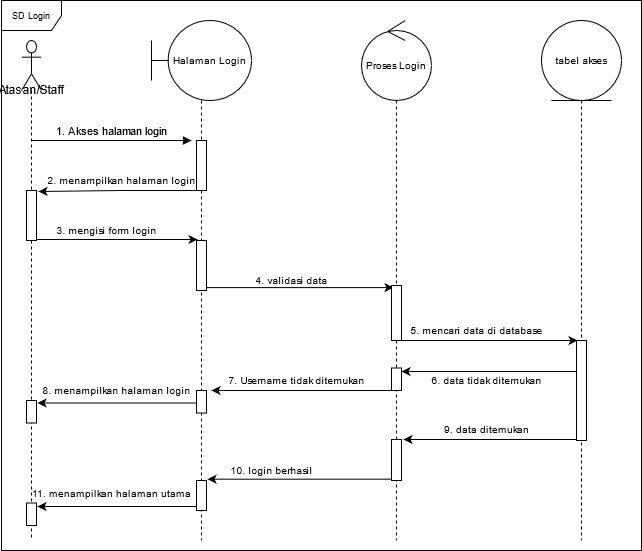 SD Login
Halaman Login
Proses Login
tabel akses
Atasan/Staff
1. Akses halaman login
2. menampilkan halaman login
3. mengisi form login
4. validasi data
5. mencari data di database
6. data tidak ditemukan
7. Username tidak ditemukan
8. menampilkan halaman login
9. data ditemukan
10. login berhasil
11. menampilkan halaman utama